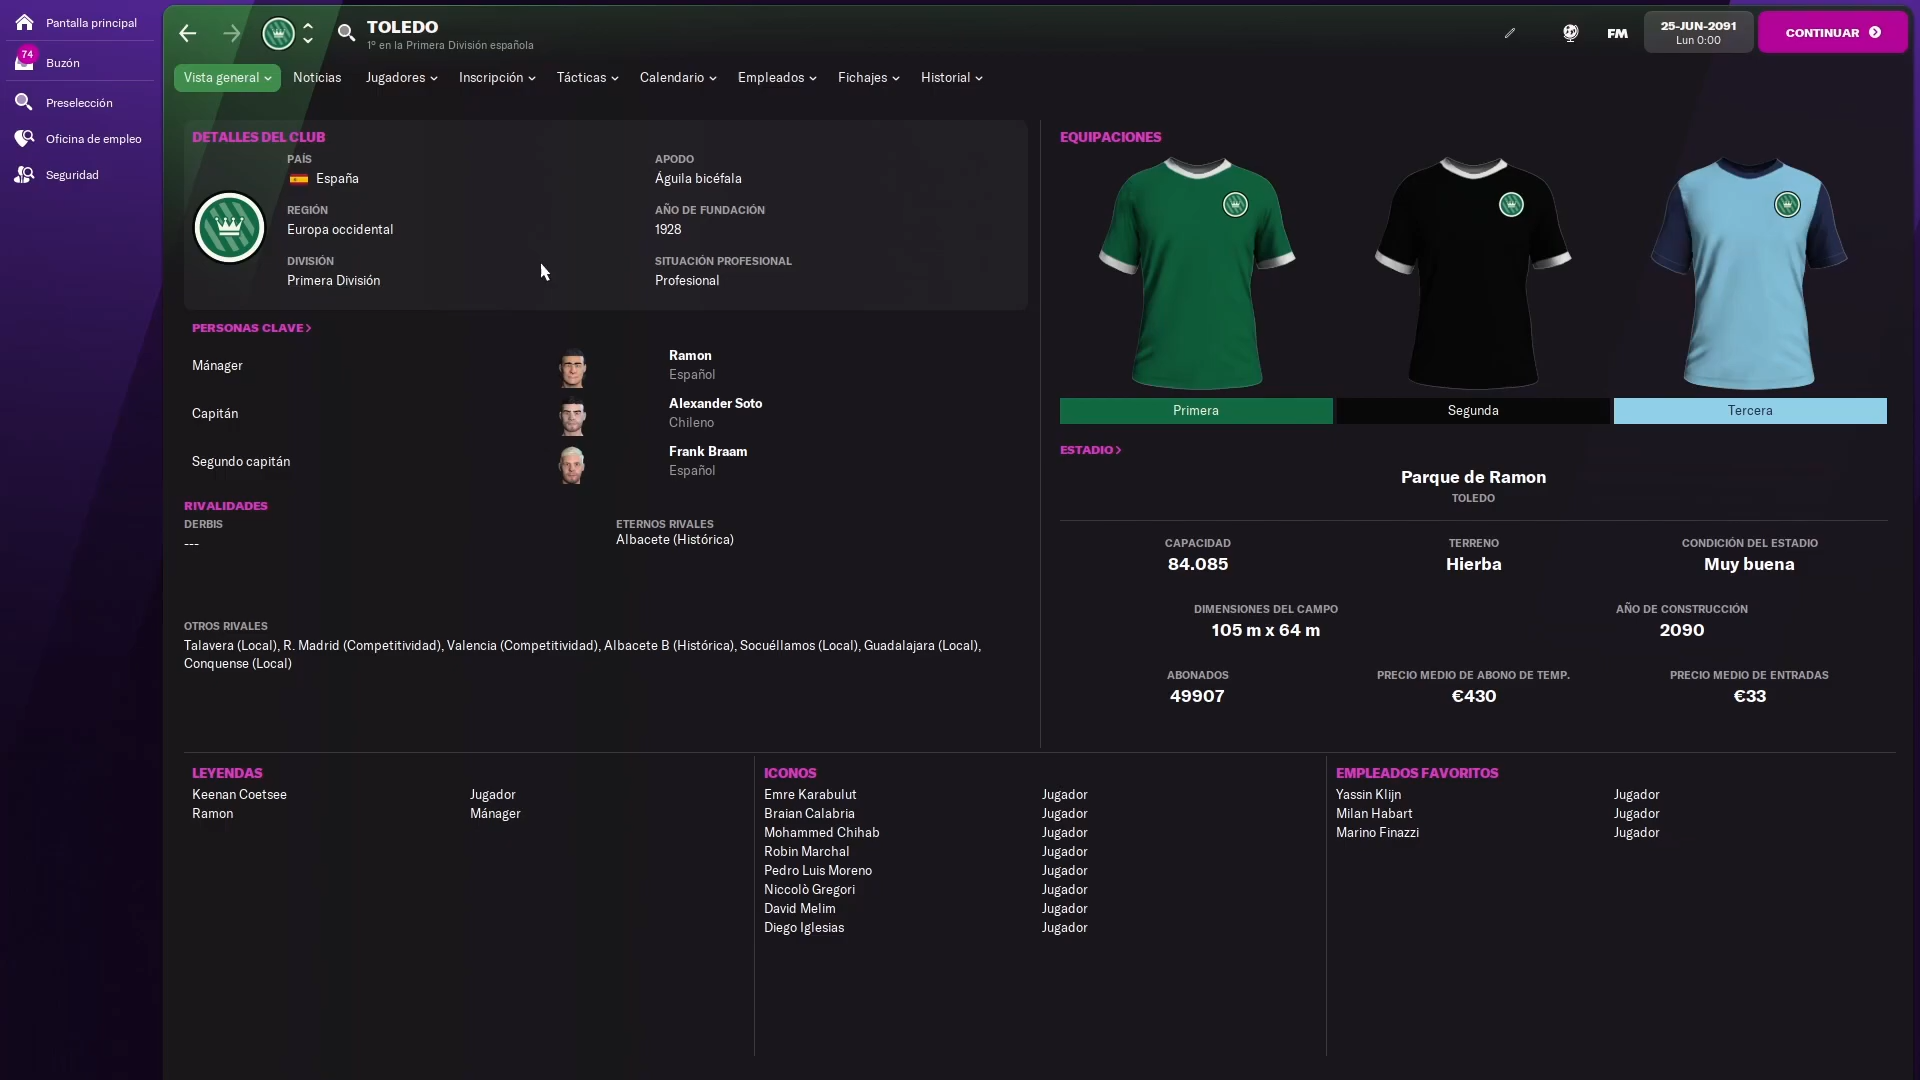 Pantalla principal
74
Buzón
Preselección
Oficina de empleo
Seguridad
TOLEDO
1º en la Primera División española
FM
25-JUN-2091
Lun 0:00
CONTINUAR
Vista general
Noticias
Jugadores
Inscripción
Tácticas
Calendario
Empleados
Fichajes
Historial
DETALLES DEL CLUB
PAÍS
España
APODO
Águila bicéfala
REGIÓN
Europa occidental
AÑO DE FUNDACIÓN
1928
DIVISIÓN
Primera División
SITUACIÓN PROFESIONAL
Profesional
PERSONAS CLAVE
Mánager
Ramon
Español
Capitán
Alexander Soto
Chileno
Segundo capitán
Frank Braam
Español
RIVALIDADES
DERBIS
---
ETERNOS RIVALES
Albacete (Histórica)
OTROS RIVALES
Talavera (Local), R. Madrid (Competitividad), Valencia (Competitividad), Albacete B (Histórica), Socuéllamos (Local), Guadalajara (Local),
Conquense (Local)
EQUIPACIONES
Primera
Segunda
Tercera
ESTADIO
Parque de Ramon
TOLEDO
CAPACIDAD
84.085
TERRENO
Hierba
CONDICIÓN DEL ESTADIO
Muy buena
DIMENSIONES DEL CAMPO
105 m x 64 m
AÑO DE CONSTRUCCIÓN
2090
ABONADOS
49907
PRECIO MEDIO DE ABONO DE TEMP.
€430
PRECIO MEDIO DE ENTRADAS
€33
LEYENDAS
Keenan Coetsee Jugador
Ramon Mánager
ICONOS
Emre Karabulut Jugador
Braian Calabria Jugador
Mohammed Chihab Jugador
Robin Marchal Jugador
Pedro Luis Moreno Jugador
Niccolò Gregori Jugador
David Melim Jugador
Diego Iglesias Jugador
EMPLEADOS FAVORITOS
Yassin Klijn Jugador
Milan Habart Jugador
Marino Finazzi Jugador